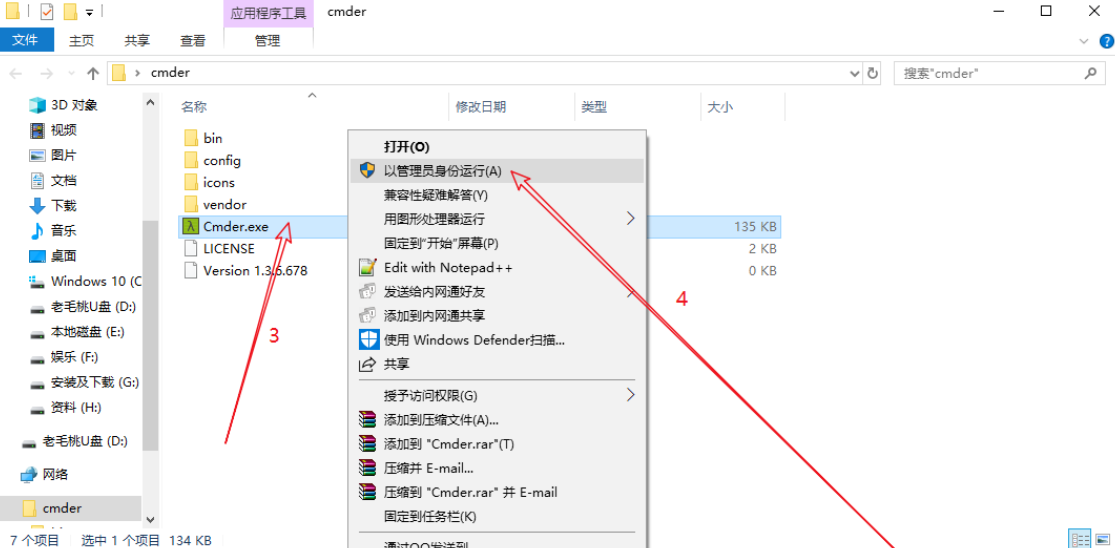 应用程序工具 cmder
文件 主页 共享 查看 管理
cmder 搜索"cmder"
3D 对象
视频
图片
文档
下载
音乐
桌面
Windows 10 (C
老毛桃U盘 (D:)
本地磁盘 (E:)
娱乐 (F:)
安装及下载 (G:)
资料 (H:)
老毛桃U盘 (D:)
网络
cmder
名称 修改日期 类型 大小
bin
config
icons
vendor
Cmder.exe 135 KB
LICENSE 2 KB
Version 1.3.6.678 0 KB
打开(O)
以管理员身份运行(A)
兼容性疑难解答(Y)
用图形处理器运行
固定到"开始"屏幕(P)
Edit with Notepad++
发送给内网通好友
添加到内网通共享
使用 Windows Defender扫描...
共享
授予访问权限(G)
添加到压缩文件(A)...
添加到 "Cmder.rar"(T)
压缩并 E-mail...
压缩到 "Cmder.rar" 并 E-mail
固定到任务栏(K)
通过QQ发送到
3
4
7 个项目 选中 1 个项目 134 KB